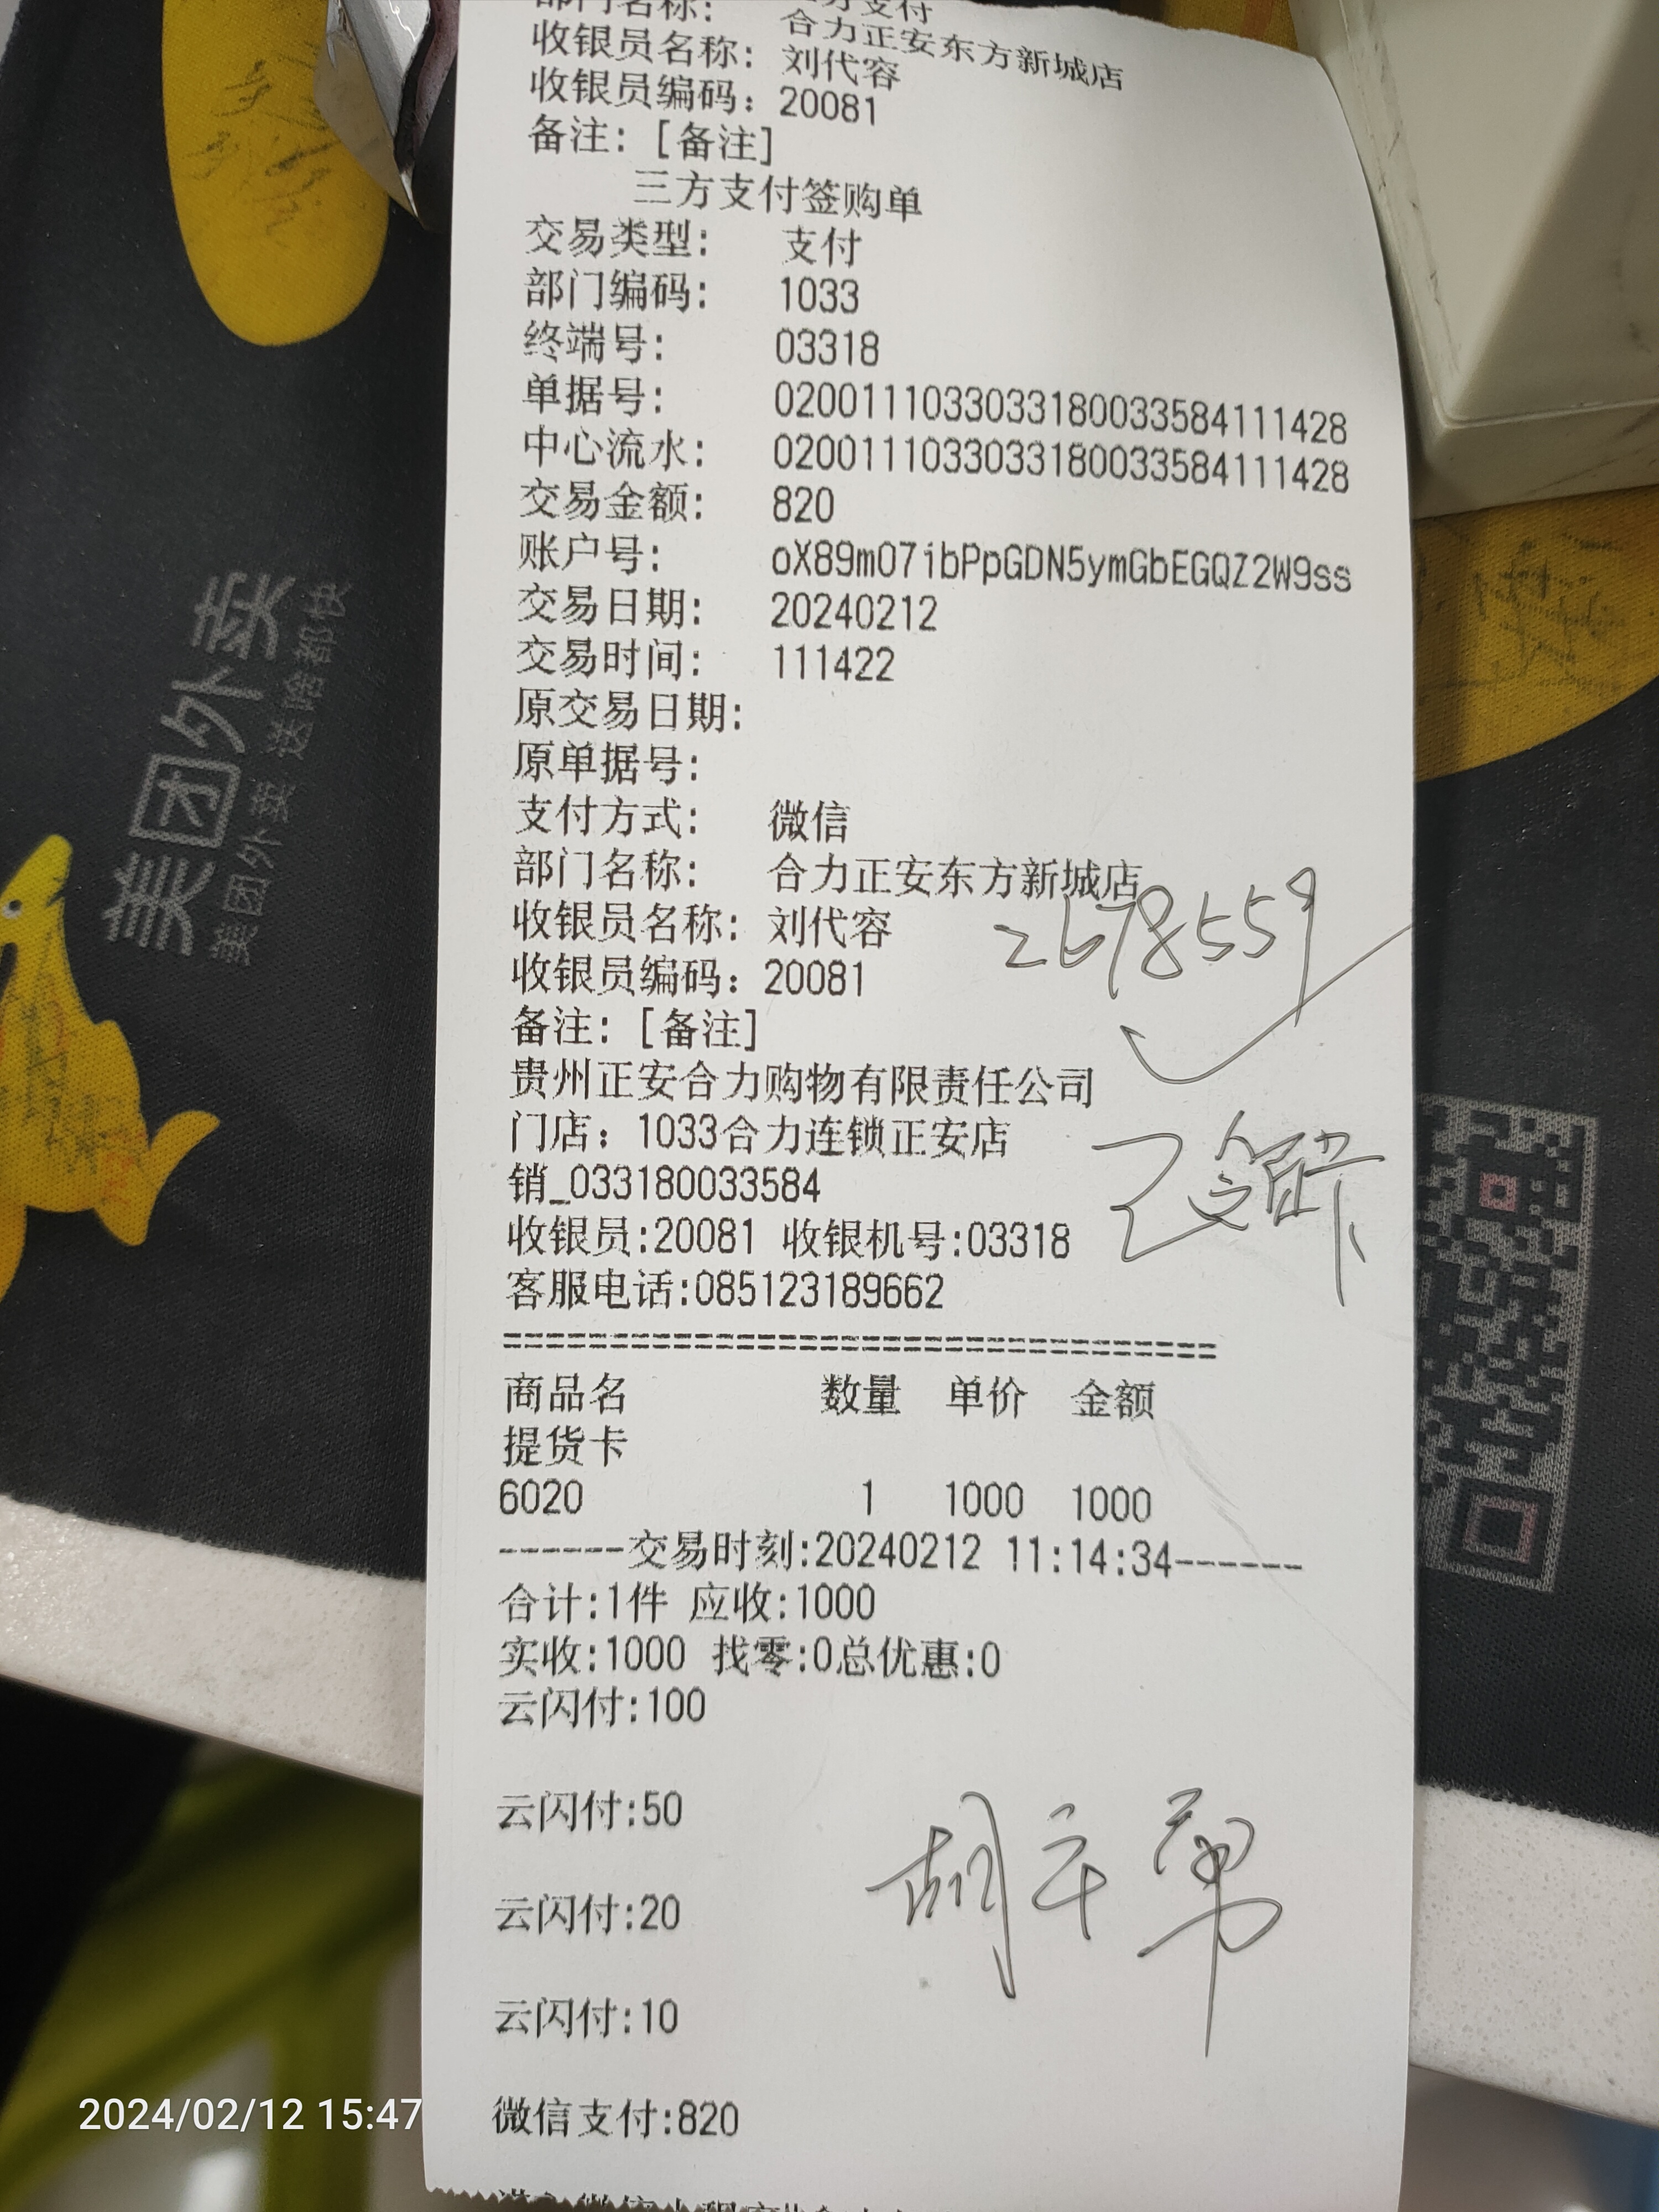 部门名称: 合力正安东方新城店
收银员名称: 刘代容
收银员编码: 20081
备注: [备注]
三方支付签购单
交易类型: 支付
部门编码: 1033
终端号: 03318
单据号: 0200111033033180033584111428
中心流水: 0200111033033180033584111428
交易金额: 820
账户号: oX89m07ibPpGDN5ymGbEGQZ2W9ss
交易日期: 20240212
交易时间: 111422
原交易日期:
原单据号:
支付方式: 微信
部门名称: 合力正安东方新城店
收银员名称: 刘代容
2678559
收银员编码: 20081
备注: [备注]
贵州正安合力购物有限责任公司
门店: 1033合力连锁正安店
销_033180033584
收银员:20081 收银机号:03318
客服电话:085123189662
==================================
商品名 数量 单价 金额
提货卡
6020 1 1000 1000
------交易时刻:20240212 11:14:34------
合计:1件 应收:1000
实收:1000 找零:0总优惠:0
云闪付:100
云闪付:50
云闪付:20
云闪付:10
微信支付:820
美团外卖
美团外卖 送啥都快
2024/02/12 15:47